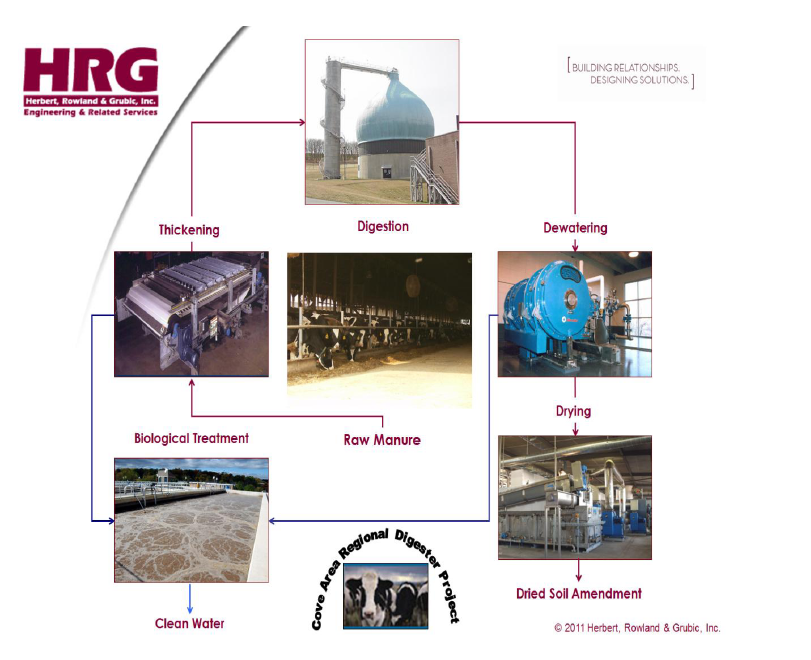 HRG
Herbert, Rowland & Grubic, Inc.
Engineering & Related Services
[BUILDING RELATIONSHIPS.
DESIGNING SOLUTIONS.]
Thickening
Digestion
Dewatering
Drying
Biological Treatment
Raw Manure
Cove Area Regional Digester Project
Dried Soil Amendment
Clean Water
© 2011 Herbert, Rowland & Grubic, Inc.